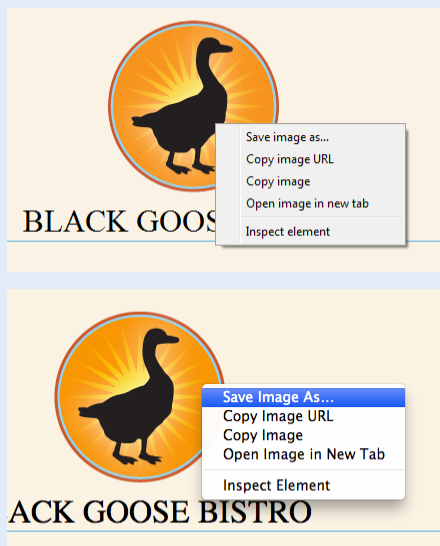 Save image as...
Copy image URL
Copy image
Open image in new tab
BLACK GOOS
Inspect element
Save Image As...
Copy Image URL
Copy Image
Open Image in New Tab
Inspect Element
ACK GOOSE BISTRO